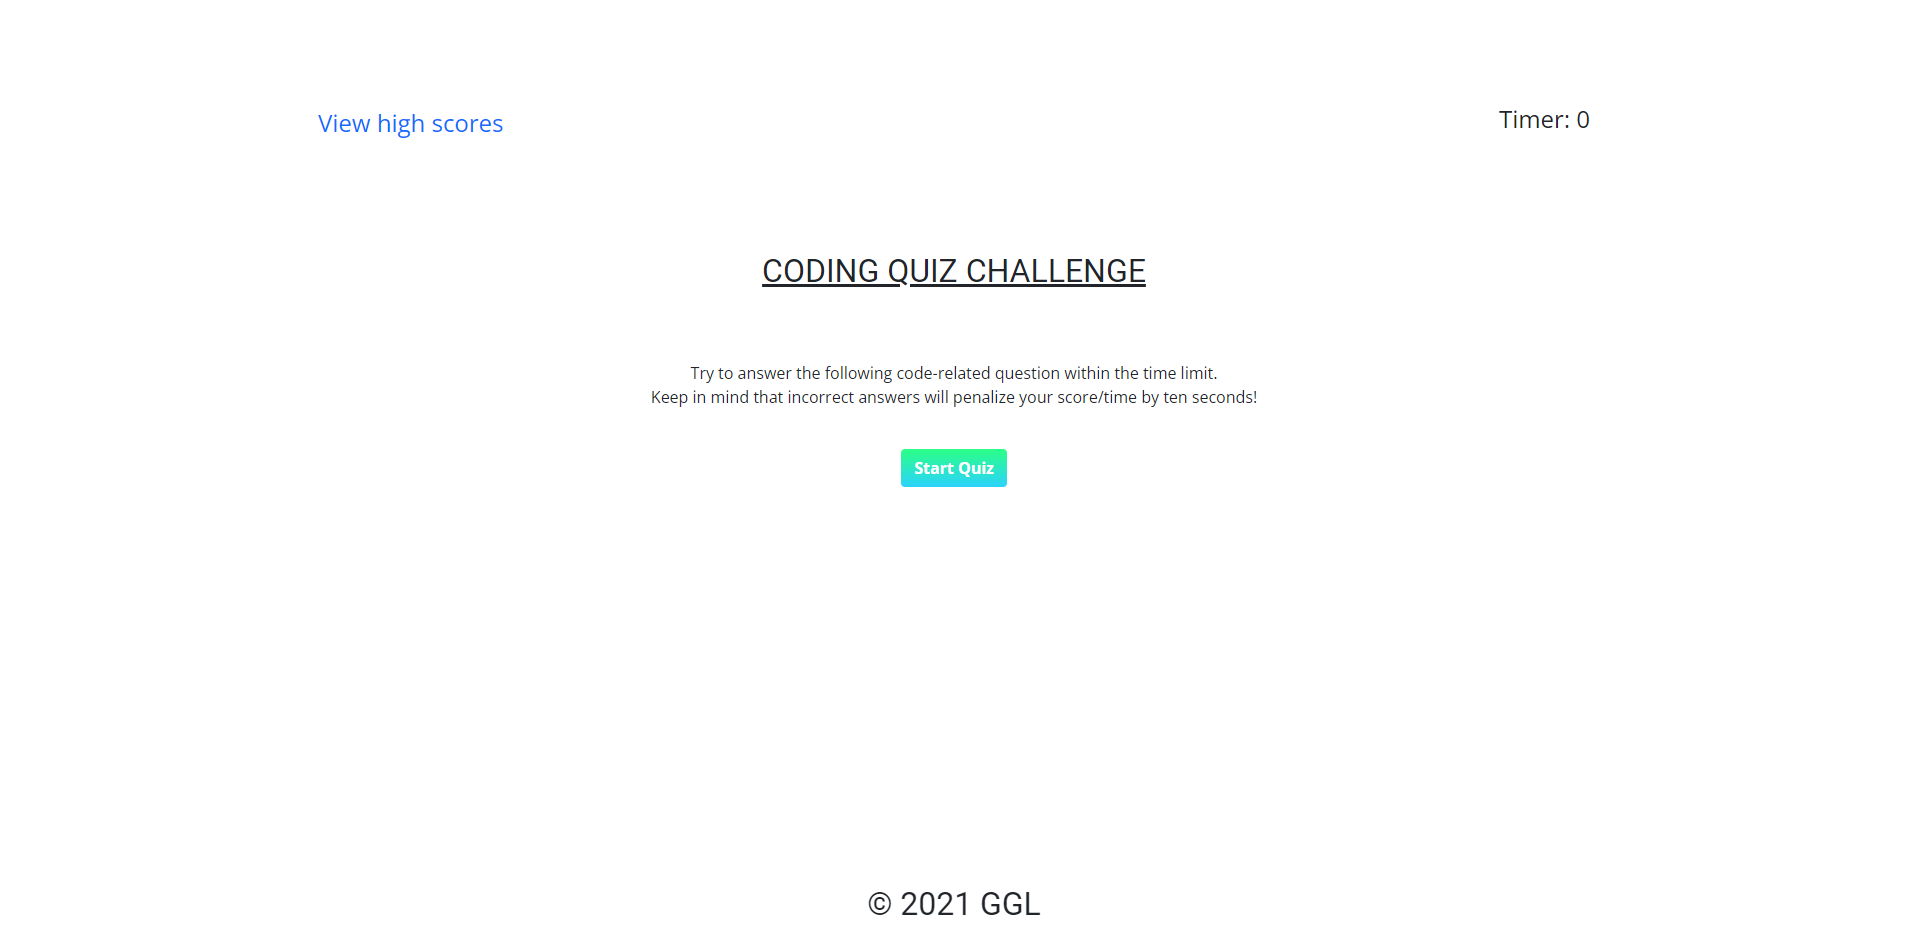 View high scores
Timer: 0
CODING QUIZ CHALLENGE
Try to answer the following code-related question within the time limit.
Keep in mind that incorrect answers will penalize your score/time by ten seconds!
Start Quiz
© 2021 GGL